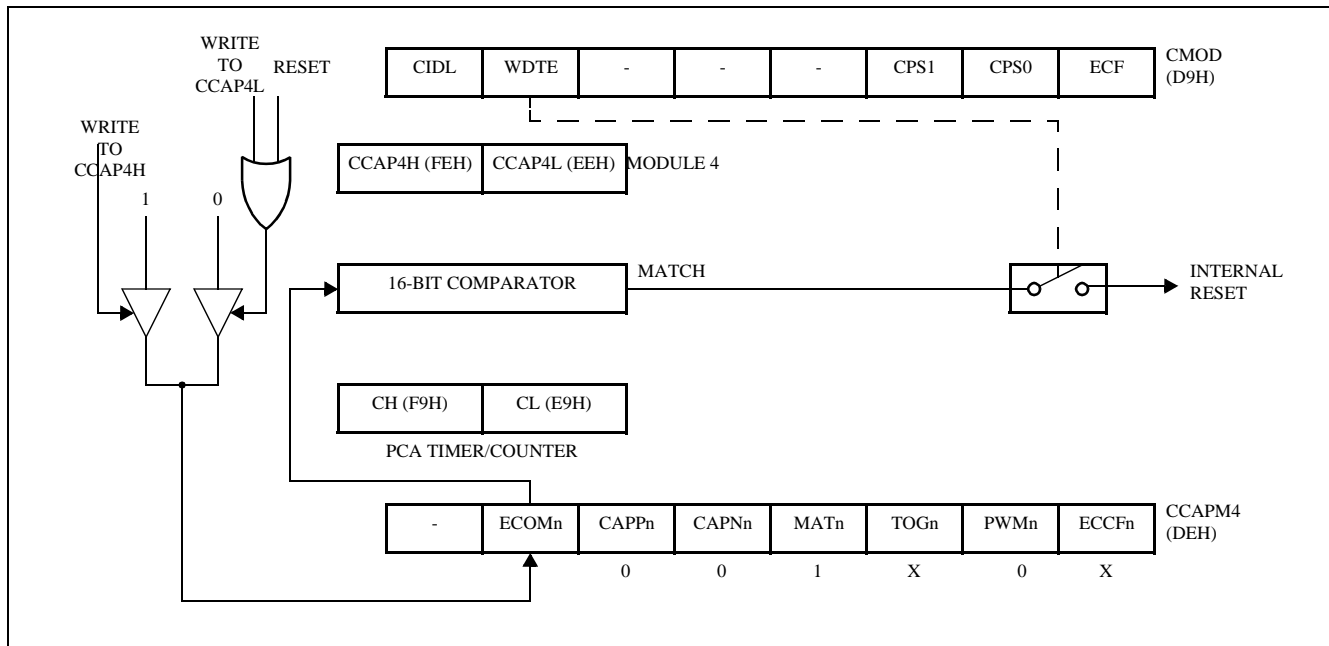 WRITE
TO
CCAP4L
RESET
CIDL WDTE - - - CPS1 CPS0 ECF
CMOD
(D9H)
WRITE
TO
CCAP4H
CCAP4H (FEH) CCAP4L (EEH) MODULE 4
1 0
16-BIT COMPARATOR
MATCH
INTERNAL
RESET
CH (F9H) CL (E9H)
PCA TIMER/COUNTER
- ECOMn CAPPn CAPNn MATn TOGn PWMn ECCFn
CCAPM4
(DEH)
0 0 1 X 0 X